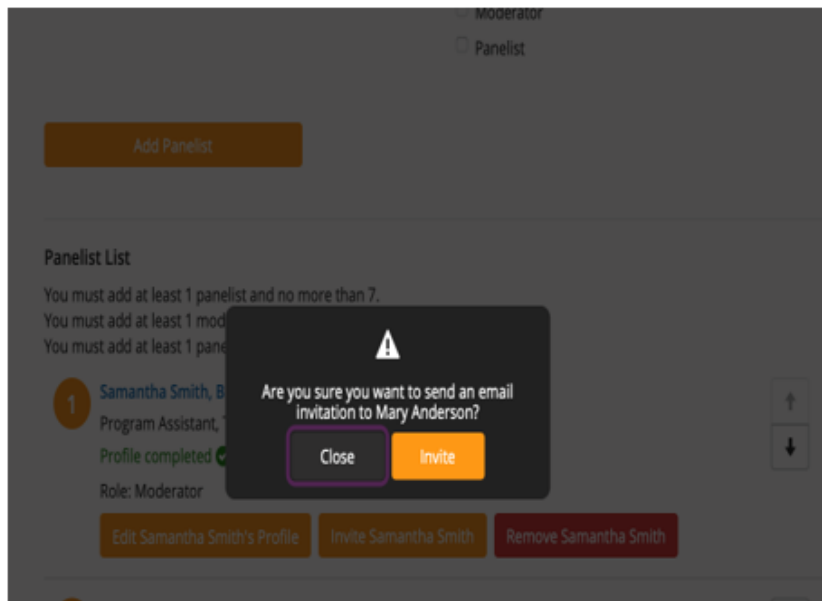 Moderator
Panelist
Add Panelist
Panelist List
You must add at least 1 panelist and no more than 7.
You must add at least 1 mod
You must add at least 1 pane
Are you sure you want to send an email
invitation to Mary Anderson?
Close
Invite
1
Samantha Smith, B
Program Assistant,
Profile completed
Role: Moderator
Edit Samantha Smith's Profile
Invite Samantha Smith
Remove Samantha Smith